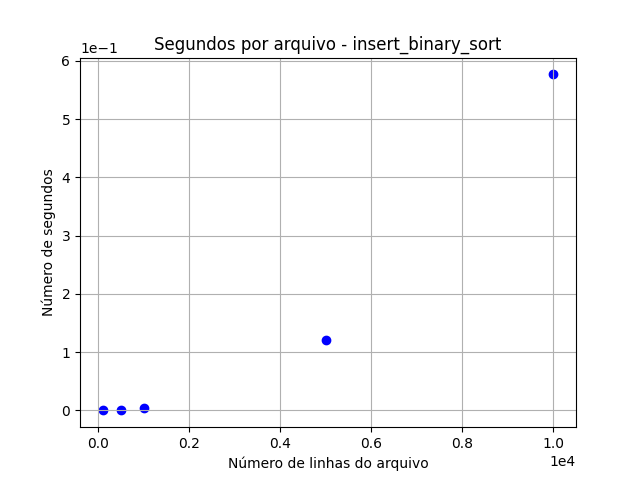 Segundos por arquivo - insert_binary_sort
1e−1
6
5
4
3
2
1
0
Número de segundos
0.0 0.2 0.4 0.6 0.8 1.0
1e4
Número de linhas do arquivo